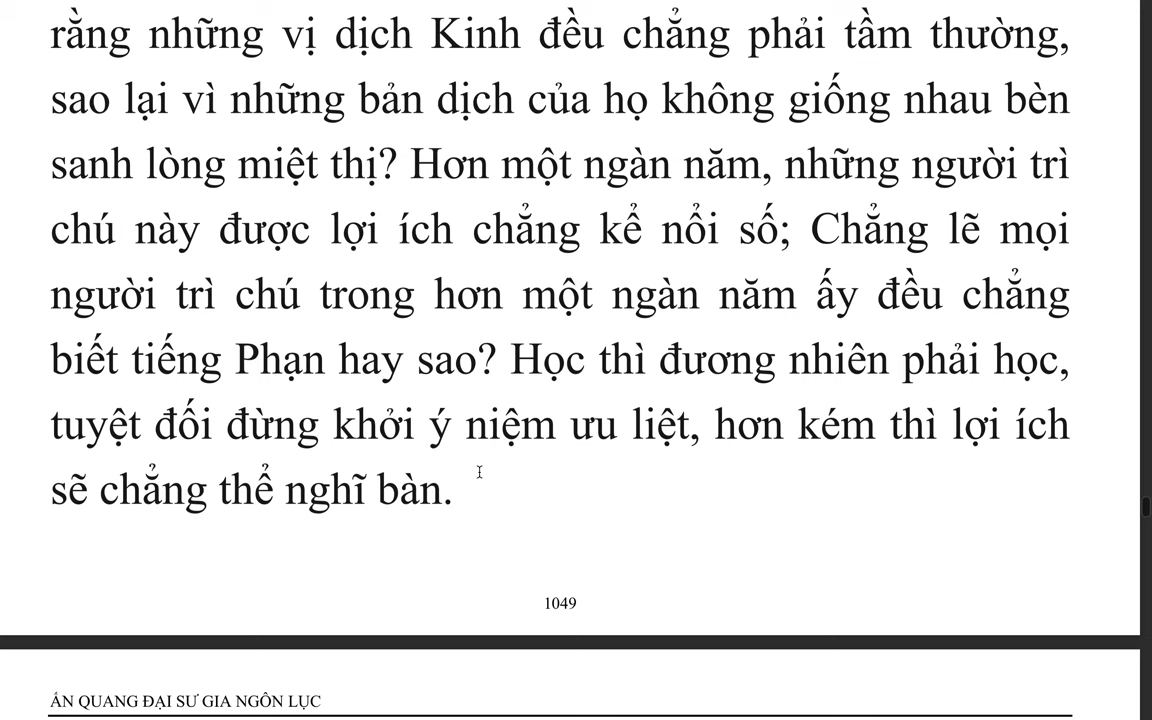 rằng những vị dịch Kinh đều chẳng phải tầm thường,
sao lại vì những bản dịch của họ không giống nhau bèn
sanh lòng miệt thị? Hơn một ngàn năm, những người trì
chú này được lợi ích chẳng kể nổi số; Chẳng lẽ mọi
người trì chú trong hơn một ngàn năm ấy đều chẳng
biết tiếng Phạn hay sao? Học thì đương nhiên phải học,
tuyệt đối đừng khởi ý niệm ưu liệt, hơn kém thì lợi ích
sẽ chẳng thể nghĩ bàn.
1049
ẤN QUANG ĐẠI SƯ GIA NGÔN LỤC